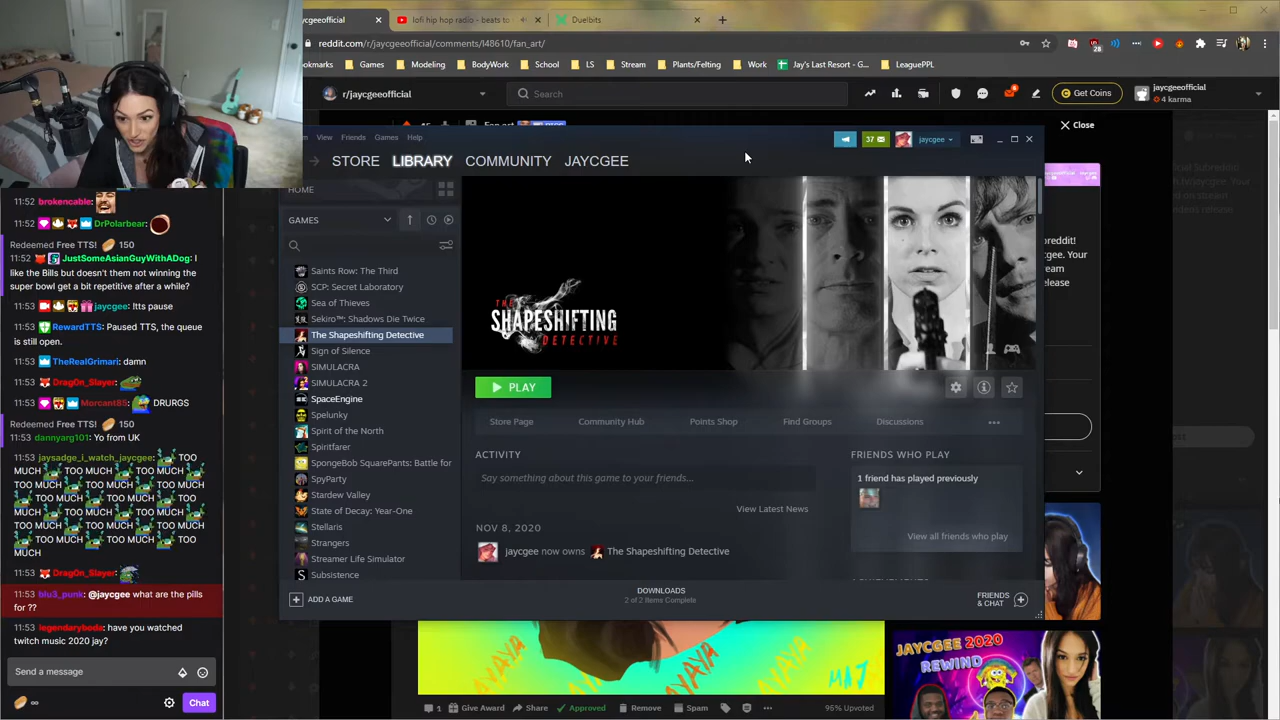 aycgeeofficial
lofi hip hop radio - beats to
Duelbits
reddit.com/r/jaycgeeofficial/comments/l48610/fan_art/
28
okmarks
Games
Modeling
BodyWork
School
LS
Stream
Plants/Felting
Work
Jay's Last Resort - G...
LeaguePPL
r/jaycgeeofficial
Search
Get Coins
jaycgeeofficial
4 karma
Fan art
Close
View
Friends
Games
Help
37
jaycgee
STORE
LIBRARY
COMMUNITY
JAYCGEE
HOME
GAMES
Saints Row: The Third
SCP: Secret Laboratory
Sea of Thieves
Sekiro™: Shadows Die Twice
The Shapeshifting Detective
Sign of Silence
SIMULACRA
SIMULACRA 2
SpaceEngine
Spelunky
Spirit of the North
Spiritfarer
SpongeBob SquarePants: Battle for
SpyParty
Stardew Valley
State of Decay: Year-One
Stellaris
Strangers
Streamer Life Simulator
Subsistence
ADD A GAME
THE
SHAPESHIFTING
DETECTIVE
PLAY
Store Page
Community Hub
Points Shop
Find Groups
Discussions
ACTIVITY
Say something about this game to your friends...
View Latest News
NOV 8, 2020
jaycgee now owns The Shapeshifting Detective
FRIENDS WHO PLAY
1 friend has played previously
View all friends who play
DOWNLOADS
2 of 2 Items Complete
FRIENDS
& CHAT
11:52 brokencable:
11:52 DrPolarbear:
Redeemed Free TTS! 150
11:52 JustSomeAsianGuyWithADog: I
like the Bills but doesn't them not winning the
super bowl get a bit repetitive after a while?
11:53 jaycgee: !tts pause
11:53 RewardTTS: Paused TTS, the queue
is still open.
11:53 TheRealGrimari: damn
11:53 Drag0n_Slayer:
11:53 Morcant85: DRURGS
Redeemed Free TTS! 150
11:53 dannyarg101: Yo from UK
11:53 jaysadge_i_watch_jaycgee: TOO
MUCH TOO MUCH TOO MUCH
TOO MUCH TOO MUCH TOO
MUCH TOO MUCH TOO MUCH
TOO MUCH TOO MUCH TOO
MUCH TOO MUCH TOO MUCH
TOO MUCH TOO MUCH TOO
MUCH
11:53 Drag0n_Slayer:
11:53 blu3_punk: @jaycgee what are the pills
for ??
11:53 legendaryboda: have you watched
twitch music 2020 jay?
Send a message
Chat
MAJ
1
Give Award
Share
Approved
Remove
Spam
95% Upvoted
JAYCGEE 2020
REWIND